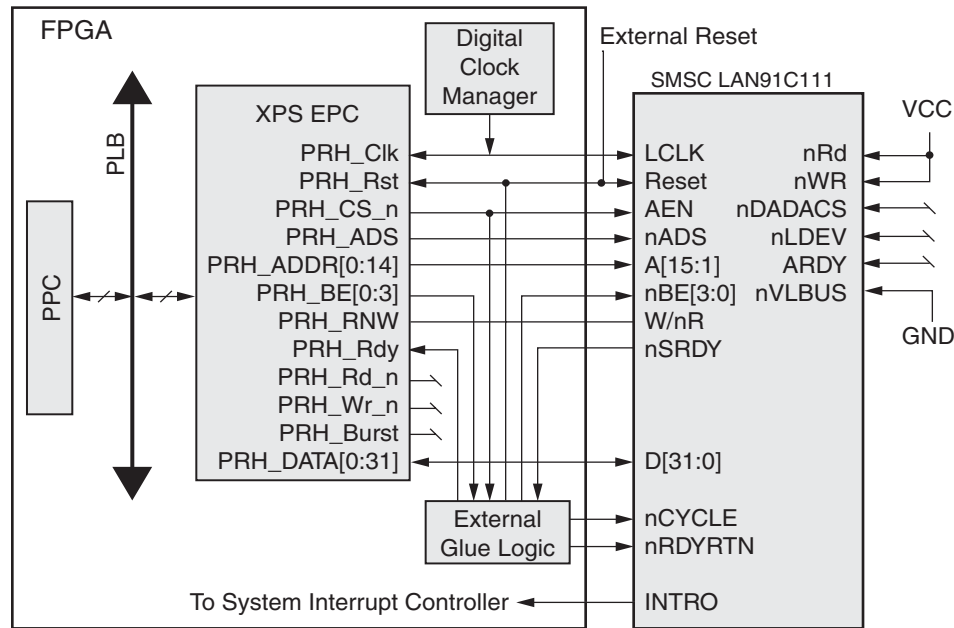 FPGA
Digital
Clock
Manager
External Reset
SMSC LAN91C111
VCC
XPS EPC
PLB
PPC
PRH_Clk
PRH_Rst
PRH_CS_n
PRH_ADS
PRH_ADDR[0:14]
PRH_BE[0:3]
PRH_RNW
PRH_Rdy
PRH_Rd_n
PRH_Wr_n
PRH_Burst
PRH_DATA[0:31]
LCLK
Reset
AEN
nADS
A[15:1]
nBE[3:0]
W/nR
nSRDY
D[31:0]
nCYCLE
nRDYRTN
INTRO
nRd
nWR
nDADACS
nLDEV
ARDY
nVLBUS
GND
External
Glue Logic
To System Interrupt Controller